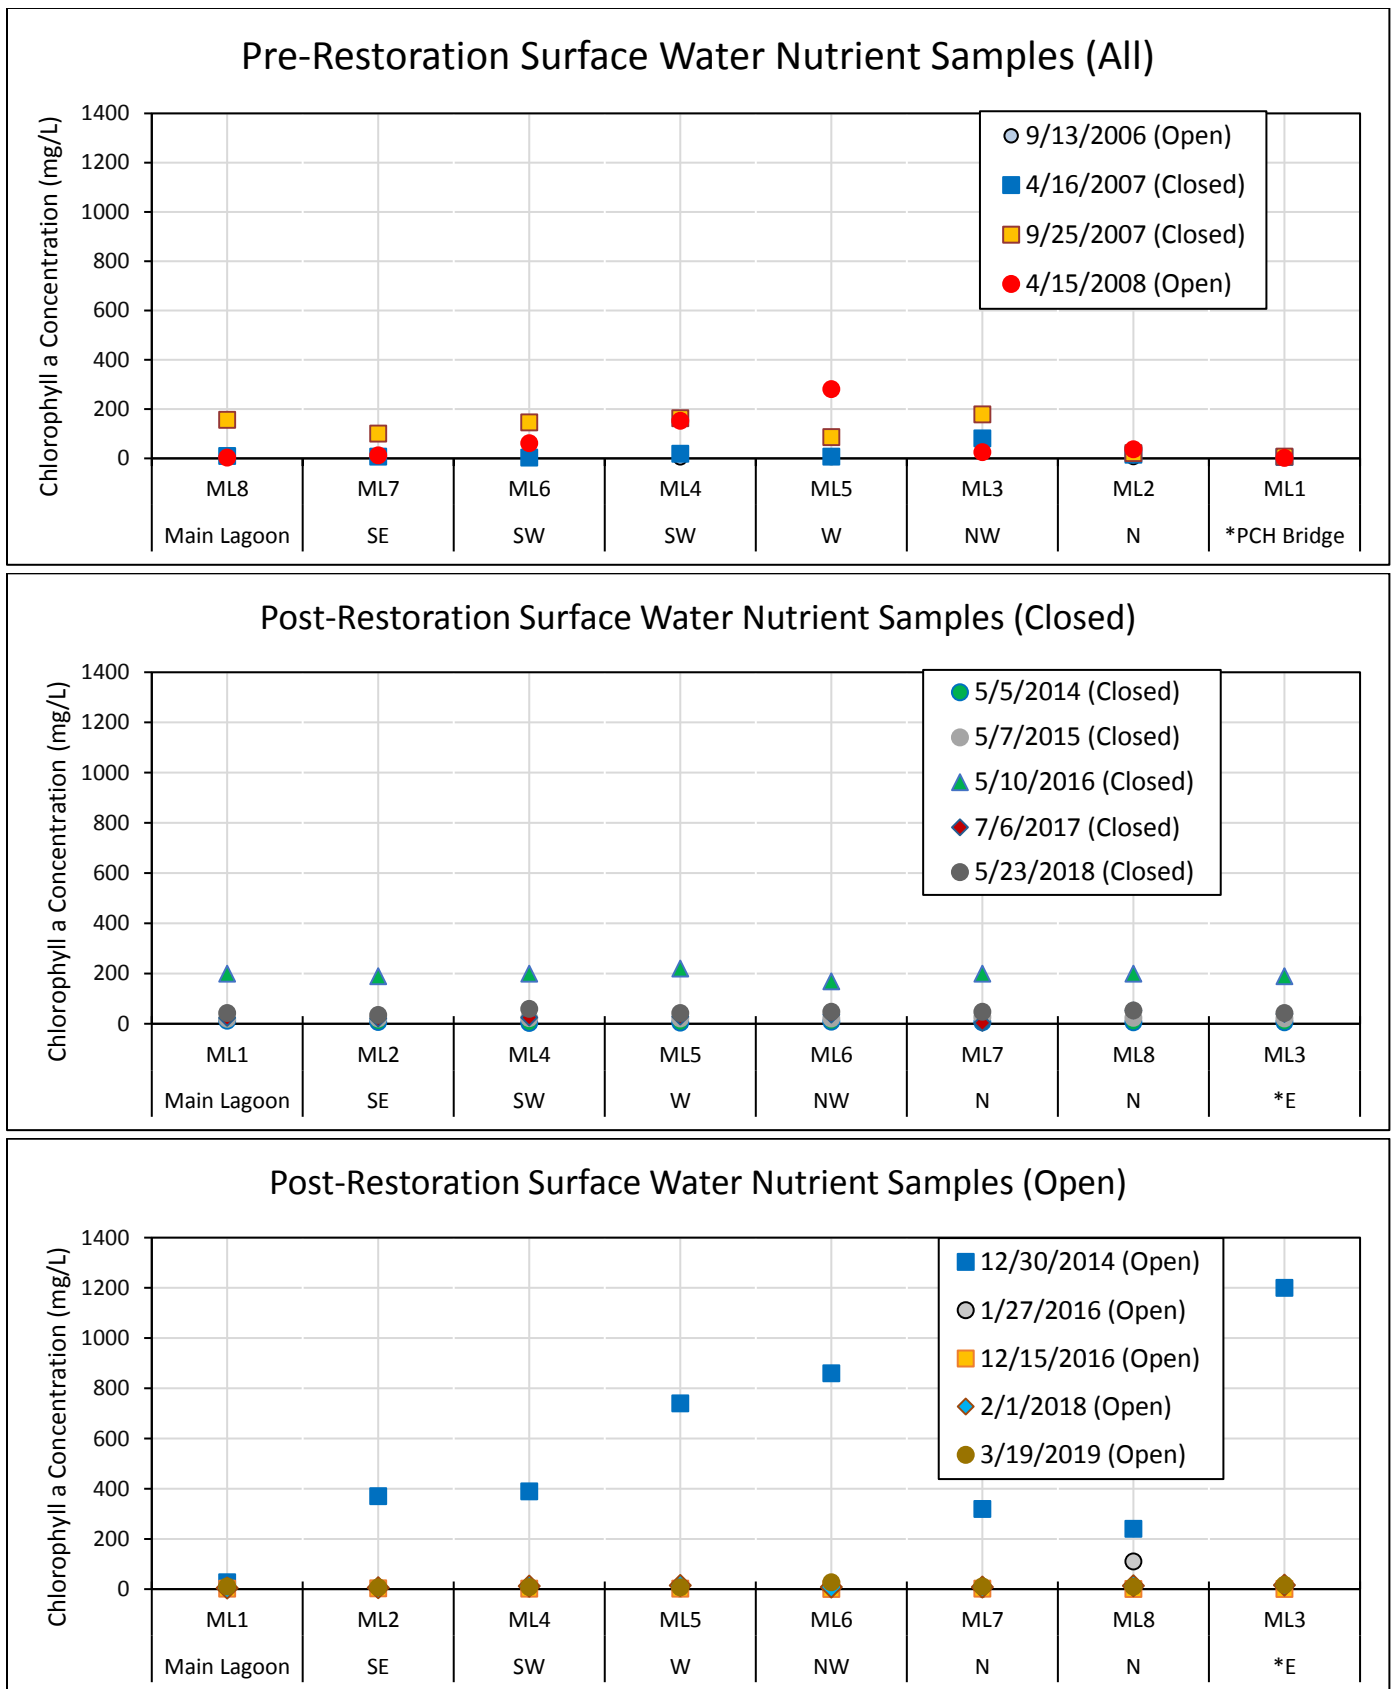 Pre-Restoration Surface Water Nutrient Samples (All)
Chlorophyll a Concentration (mg/L)
1400
1200
1000
800
600
400
200
0
9/13/2006 (Open)
4/16/2007 (Closed)
9/25/2007 (Closed)
4/15/2008 (Open)
ML8 ML7 ML6 ML4 ML5 ML3 ML2 ML1
Main Lagoon SE SW SW W NW N *PCH Bridge
Post-Restoration Surface Water Nutrient Samples (Closed)
Chlorophyll a Concentration (mg/L)
1400
1200
1000
800
600
400
200
0
5/5/2014 (Closed)
5/7/2015 (Closed)
5/10/2016 (Closed)
7/6/2017 (Closed)
5/23/2018 (Closed)
ML1 ML2 ML4 ML5 ML6 ML7 ML8 ML3
Main Lagoon SE SW W NW N N *E
Post-Restoration Surface Water Nutrient Samples (Open)
Chlorophyll a Concentration (mg/L)
1400
1200
1000
800
600
400
200
0
12/30/2014 (Open)
1/27/2016 (Open)
12/15/2016 (Open)
2/1/2018 (Open)
3/19/2019 (Open)
ML1 ML2 ML4 ML5 ML6 ML7 ML8 ML3
Main Lagoon SE SW W NW N N *E